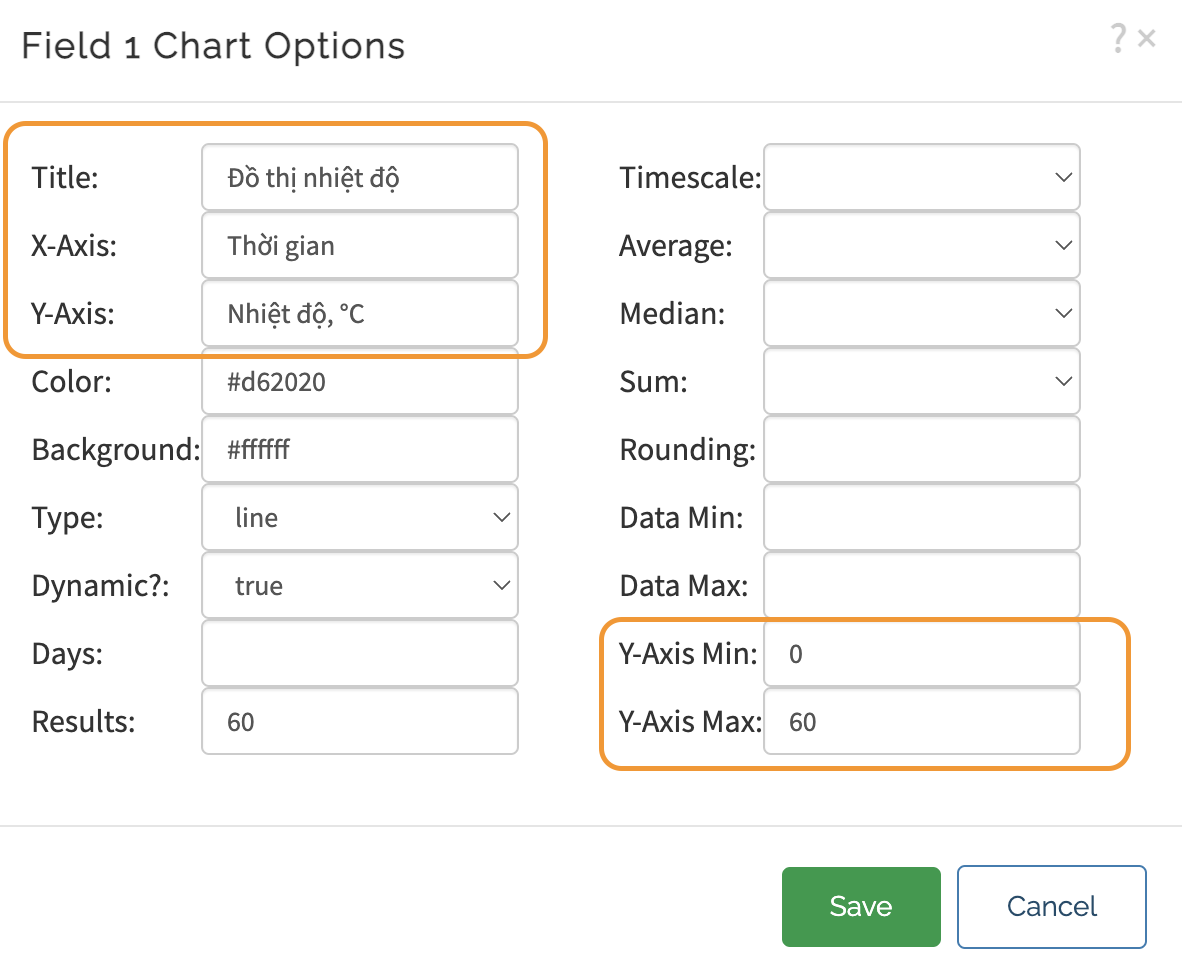 Field 1 Chart Options
? ×
Title: Đồ thị nhiệt độ
X-Axis: Thời gian
Y-Axis: Nhiệt độ, °C
Color: #d62020
Background: #ffffff
Type: line
Dynamic?: true
Days:
Results: 60
Timescale:
Average:
Median:
Sum:
Rounding:
Data Min:
Data Max:
Y-Axis Min: 0
Y-Axis Max: 60
Save
Cancel